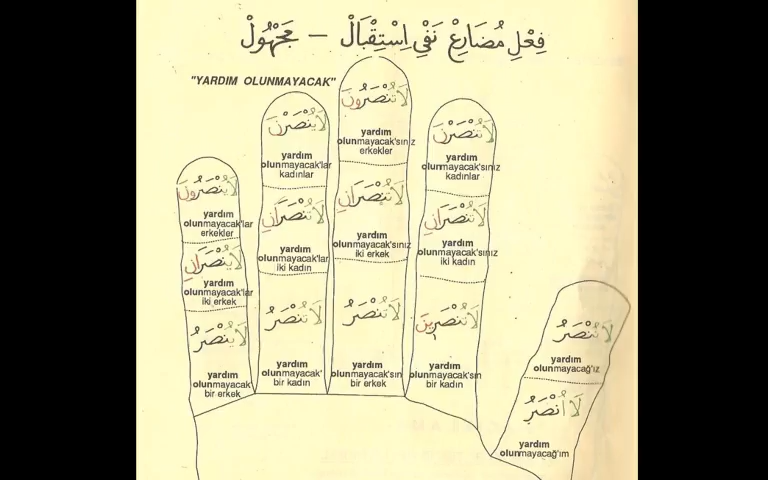 فِعْلِ مُضَارِعْ نَفْىِ اِسْتِقْبَالْ – مَجْهُولْ
"YARDIM OLUNMAYACAK"
لَا يُنْصَرُونَ
yardım
olunmayacak'lar
erkekler
لَا يُنْصَرَانِ
yardım
olunmayacak'lar
iki erkek
لَا يُنْصَرُ
yardım
olunmayacak
bir erkek
لَا يُنْصَرْنَ
yardım
olunmayacak'lar
kadınlar
لَا تُنْصَرَانِ
yardım
olunmayacak'lar
iki kadın
لَا تُنْصَرُ
yardım
olunmayacak'
bir kadın
لَا تُنْصَرُونَ
yardım
olunmayacak'sınız
erkekler
لَا تُنْصَرَانِ
yardım
olunmayacak'sınız
iki erkek
لَا تُنْصَرُ
yardım
olunmayacak'sın
bir erkek
لَا تُنْصَرْنَ
yardım
olunmayacak'sınız
kadınlar
لَا تُنْصَرَانِ
yardım
olunmayacak'sınız
iki kadın
لَا تُنْصَرِينَ
yardım
olunmayacak'sın
bir kadın
لَا نُنْصَرُ
yardım
olunmayacağ'ız
لَا اُنْصَرُ
yardım
olunmayacağ'ım